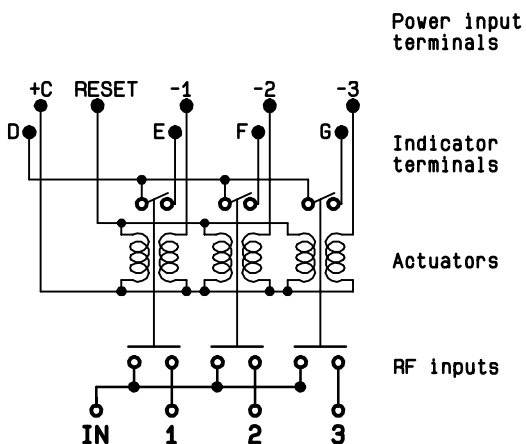 Power input
terminals
+C RESET -1 -2 -3
D E F G
Indicator
terminals
Actuators
RF inputs
IN 1 2 3